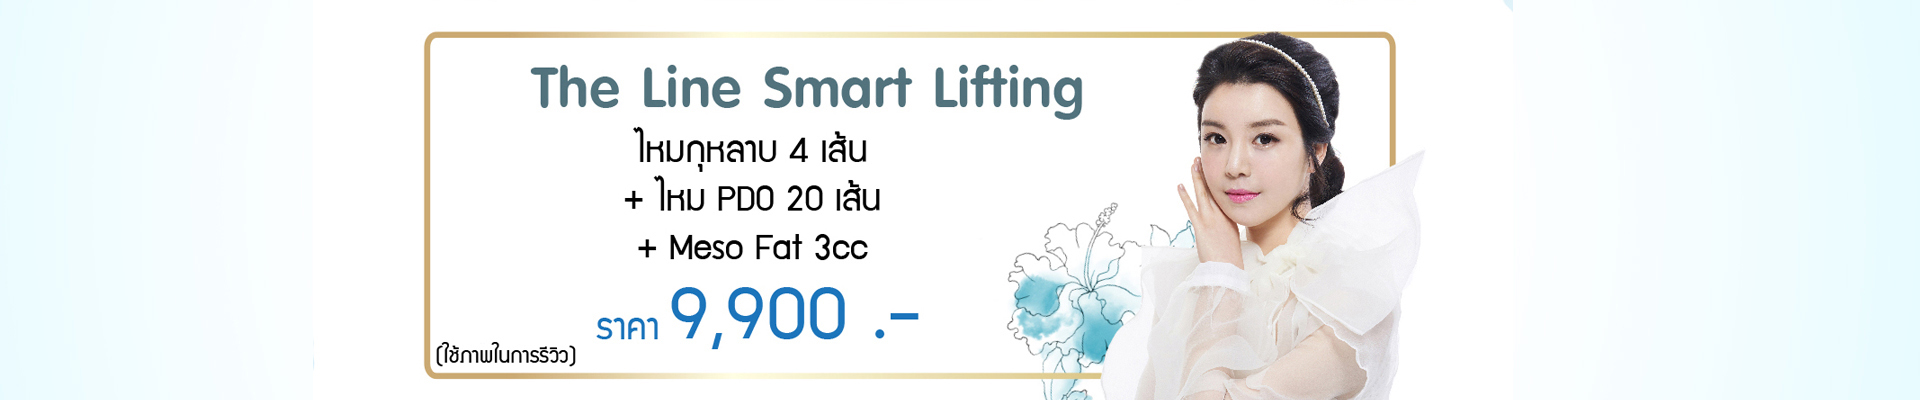 The Line Smart Lifting
ไหมกุหลาบ 4 เส้น
+ ไหม PDO 20 เส้น
+ Meso Fat 3cc
ราคา 9,900 .-
(ใช้ภาพในการรีวิว)